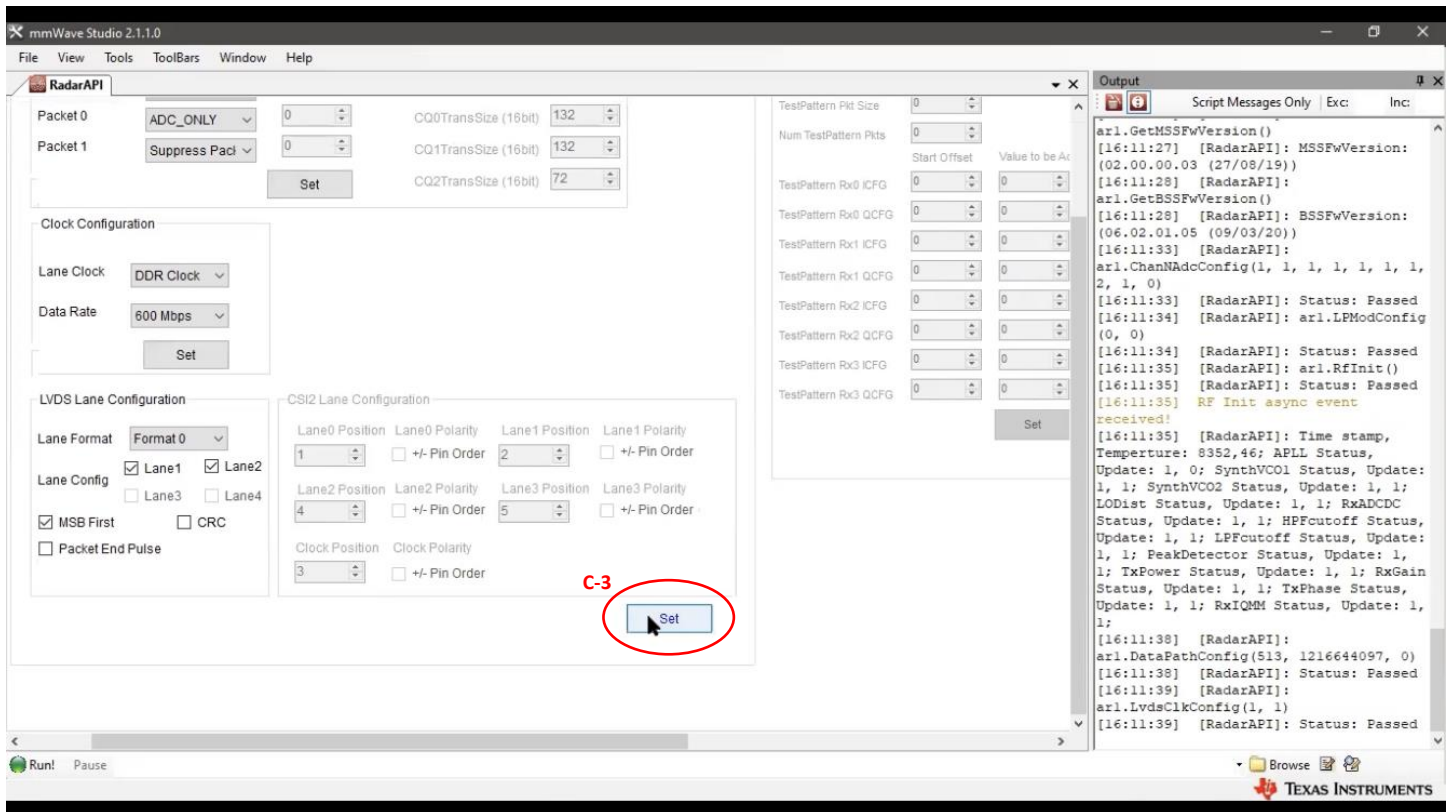 mmWave Studio 2.1.1.0
File View Tools ToolBars Window Help
RadarAPI
Packet 0 ADC_ONLY 0 CQ0TransSize (16bit) 132
Packet 1 Suppress Pack 0 CQ1TransSize (16bit) 132
Set CQ2TransSize (16bit) 72
Clock Configuration
Lane Clock DDR Clock
Data Rate 600 Mbps
Set
LVDS Lane Configuration
Lane Format Format 0
Lane Config Lane1 Lane2
Lane3 Lane4
MSB First CRC
Packet End Pulse
CSI2 Lane Configuration
Lane0 Position Lane0 Polarity Lane1 Position Lane1 Polarity
1 +/- Pin Order 2 +/- Pin Order
Lane2 Position Lane2 Polarity Lane3 Position Lane3 Polarity
4 +/- Pin Order 5 +/- Pin Order
Clock Position Clock Polarity
3 +/- Pin Order
C-3
Set
TestPattern Pkt Size 0
Num TestPattern Pkts 0
Start Offset Value to be Ad
TestPattern Rx0 ICFG 0 0
TestPattern Rx0 QCFG 0 0
TestPattern Rx1 ICFG 0 0
TestPattern Rx1 QCFG 0 0
TestPattern Rx2 ICFG 0 0
TestPattern Rx2 QCFG 0 0
TestPattern Rx3 ICFG 0 0
TestPattern Rx3 QCFG 0 0
Set
Output
Script Messages Only Exc: Inc:
ar1.GetMSSFwVersion()
[16:11:27] [RadarAPI]: MSSFwVersion:
(02.00.00.03 (27/08/19))
[16:11:28] [RadarAPI]:
ar1.GetBSSFwVersion()
[16:11:28] [RadarAPI]: BSSFwVersion:
(06.02.01.05 (09/03/20))
[16:11:33] [RadarAPI]:
ar1.ChanNAdcConfig(1, 1, 1, 1, 1, 1, 1,
2, 1, 0)
[16:11:33] [RadarAPI]: Status: Passed
[16:11:34] [RadarAPI]: ar1.LPModConfig
(0, 0)
[16:11:34] [RadarAPI]: Status: Passed
[16:11:35] [RadarAPI]: ar1.RfInit()
[16:11:35] [RadarAPI]: Status: Passed
[16:11:35] RF Init async event
received!
[16:11:35] [RadarAPI]: Time stamp,
Temperture: 8352,46; APLL Status,
Update: 1, 0; SynthVCO1 Status, Update:
1, 1; SynthVCO2 Status, Update: 1, 1;
LODist Status, Update: 1, 1; RxADCDC
Status, Update: 1, 1; HPFcutoff Status,
Update: 1, 1; LPFcutoff Status, Update:
1, 1; PeakDetector Status, Update: 1,
1; TxPower Status, Update: 1, 1; RxGain
Status, Update: 1, 1; TxPhase Status,
Update: 1, 1; RxIQMM Status, Update: 1,
1;
[16:11:38] [RadarAPI]:
ar1.DataPathConfig(513, 1216644097, 0)
[16:11:38] [RadarAPI]: Status: Passed
[16:11:39] [RadarAPI]:
ar1.LvdsClkConfig(1, 1)
[16:11:39] [RadarAPI]: Status: Passed
Run! Pause
Browse
TEXAS INSTRUMENTS